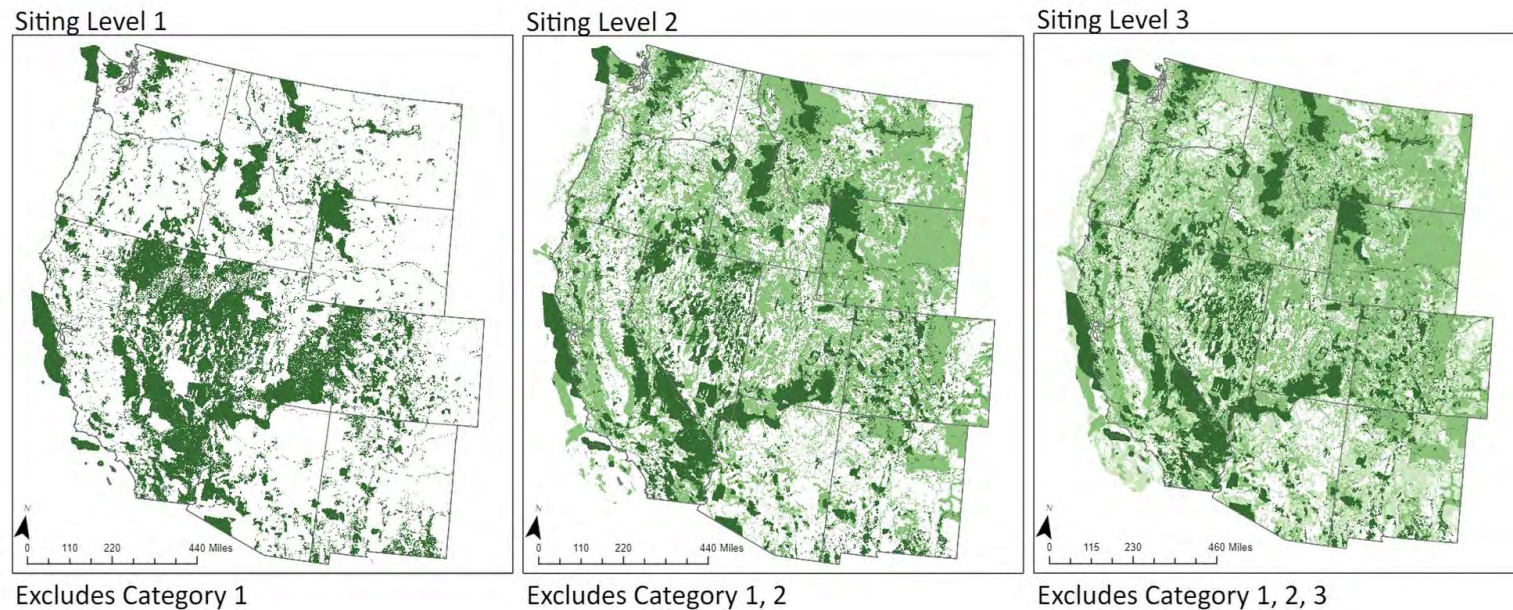 Siting Level 1
Siting Level 2
Siting Level 3
N
0 110 220 440 Miles
N
0 110 220 440 Miles
N
0 115 230 460 Miles
Excludes Category 1
Excludes Category 1, 2
Excludes Category 1, 2, 3